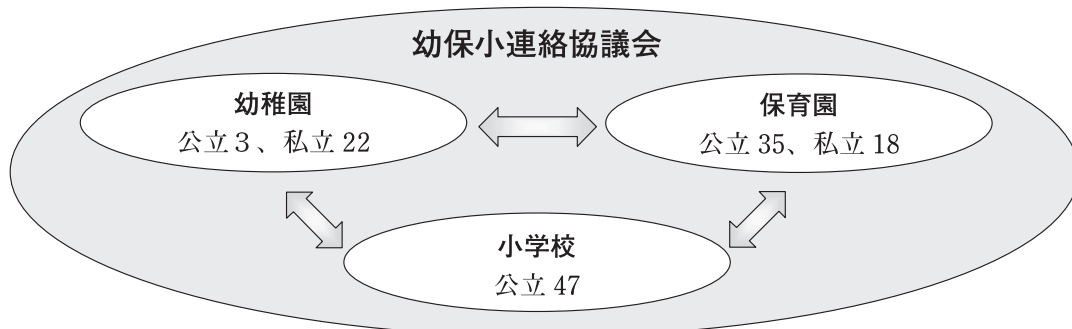 幼保小連絡協議会
幼稚園
公立３、私立 22
保育園
公立 35、私立 18
小学校
公立 47